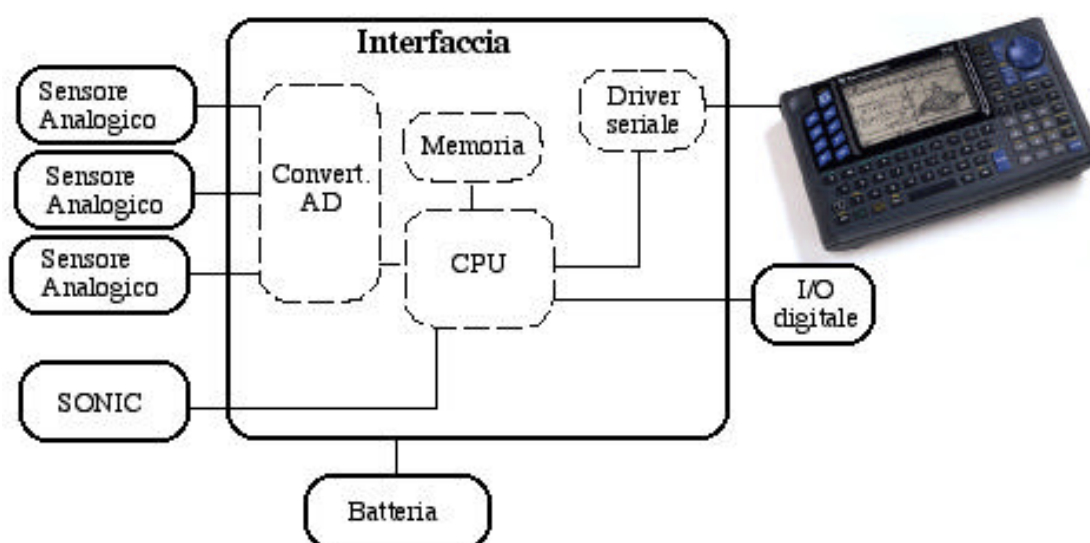 Interfaccia
Sensore
Analogico
Sensore
Analogico
Sensore
Analogico
Convert.
AD
Memoria
CPU
Driver
seriale
I/O
digitale
SONIC
Batteria